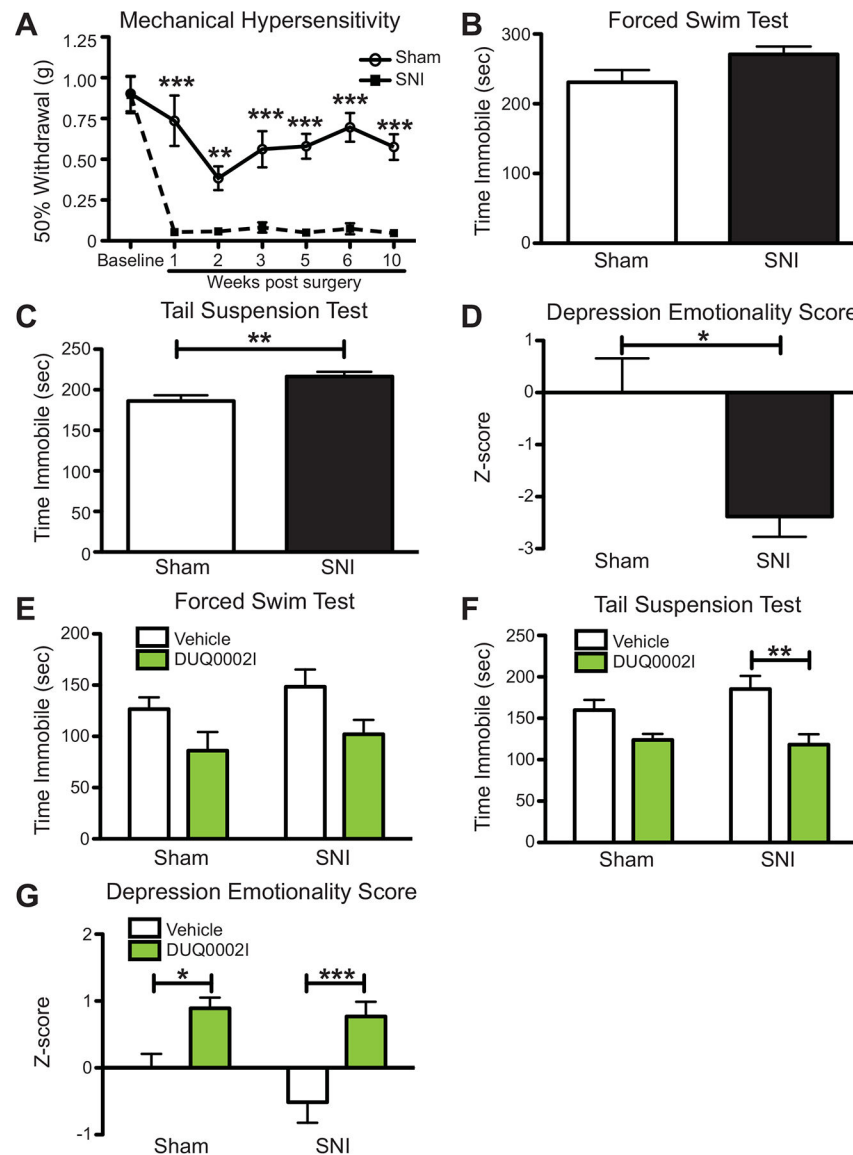 A
Mechanical Hypersensitivity
50% Withdrawal (g)
1.25
1.00
0.75
0.50
0.25
0
Sham
SNI
***
**
***
***
***
***
Baseline 1 2 3 5 6 10
Weeks post surgery
B
Forced Swim Test
Time Immobile (sec)
300
200
100
0
Sham SNI
C
Tail Suspension Test
Time Immobile (sec)
250
200
150
100
50
0
**
Sham SNI
D
Depression Emotionality Score
Z-score
1
0
-1
-2
-3
*
Sham SNI
E
Forced Swim Test
Time Immobile (sec)
200
150
100
50
0
Vehicle
DUQ0002I
Sham SNI
F
Tail Suspension Test
Time Immobile (sec)
250
200
150
100
50
0
Vehicle
DUQ0002I
**
Sham SNI
G
Depression Emotionality Score
Z-score
2
1
0
-1
Vehicle
DUQ0002I
* ***
Sham SNI